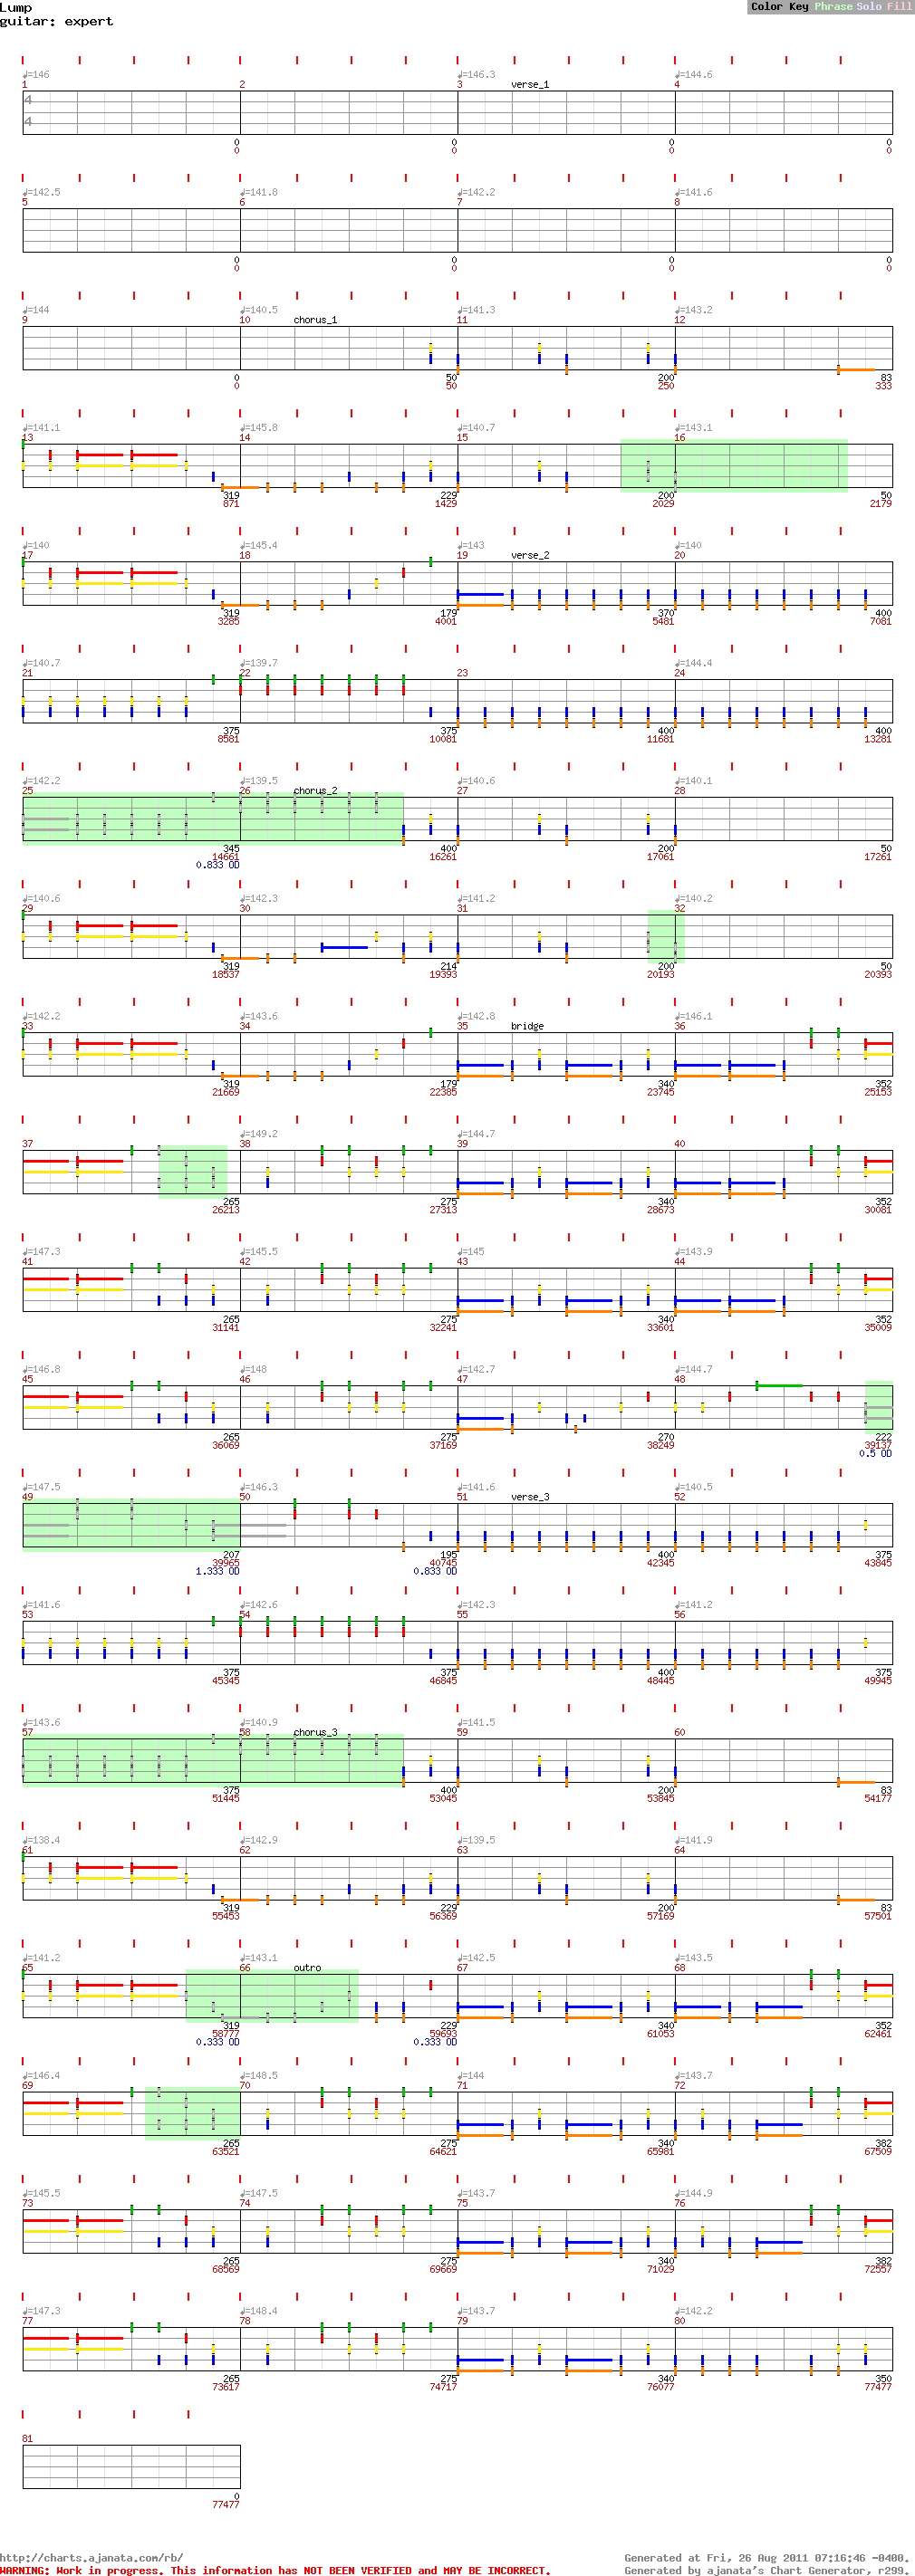 Lump Color Key Phrase Solo Fill
guitar: expert
♩=146 ♩=146.3 ♩=144.6
1 2 3 verse_1 4
4
4
0 0 0 0
0 0 0 0
♩=142.5 ♩=141.8 ♩=142.2 ♩=141.6
5 6 7 8
0 0 0 0
0 0 0 0
♩=144 ♩=140.5 ♩=141.3 ♩=143.2
9 10 chorus_1 11 12
0 50 200 83
0 50 250 333
♩=141.1 ♩=145.8 ♩=140.7 ♩=143.1
13 14 15 16
319 229 200 50
871 1429 2029 2179
♩=140 ♩=145.4 ♩=143 ♩=140
17 18 19 verse_2 20
319 179 370 400
3285 4001 5481 7081
♩=140.7 ♩=139.7 ♩=144.4
21 22 23 24
375 375 400 400
8581 10081 11681 13281
♩=142.2 ♩=139.5 ♩=140.6 ♩=140.1
25 26 chorus_2 27 28
345 400 200 50
14661 16261 17061 17261
0.833 OD
♩=140.6 ♩=142.3 ♩=141.2 ♩=140.2
29 30 31 32
319 214 200 50
18537 19393 20193 20393
♩=142.2 ♩=143.6 ♩=142.8 ♩=146.1
33 34 35 bridge 36
319 179 340 352
21669 22385 23745 25153
♩=149.2 ♩=144.7
37 38 39 40
265 275 340 352
26213 27313 28673 30081
♩=147.3 ♩=145.5 ♩=145 ♩=143.9
41 42 43 44
265 275 340 352
31141 32241 33601 35009
♩=146.8 ♩=148 ♩=142.7 ♩=144.7
45 46 47 48
265 275 270 222
36069 37169 38249 39137
0.5 OD
♩=147.5 ♩=146.3 ♩=141.6 ♩=140.5
49 50 51 verse_3 52
207 195 400 375
39965 40745 42345 43845
1.333 OD 0.833 OD
♩=141.6 ♩=142.6 ♩=142.3 ♩=141.2
53 54 55 56
375 375 400 375
45345 46845 48445 49945
♩=143.6 ♩=140.9 ♩=141.5
57 58 chorus_3 59 60
375 400 200 83
51445 53045 53845 54177
♩=138.4 ♩=142.9 ♩=139.5 ♩=141.9
61 62 63 64
319 229 200 83
55453 56369 57169 57501
♩=141.2 ♩=143.1 ♩=142.5 ♩=143.5
65 66 outro 67 68
319 229 340 352
58777 59693 61053 62461
0.333 OD 0.333 OD
♩=146.4 ♩=148.5 ♩=144 ♩=143.7
69 70 71 72
265 275 340 382
63521 64621 65981 67509
♩=145.5 ♩=147.5 ♩=143.7 ♩=144.9
73 74 75 76
265 275 340 382
68569 69669 71029 72557
♩=147.3 ♩=148.4 ♩=143.7 ♩=142.2
77 78 79 80
265 275 340 350
73617 74717 76077 77477
81
0
77477
http://charts.ajanata.com/rb/ Generated at Fri, 26 Aug 2011 07:16:46 -0400.
WARNING: Work in progress. This information has NOT BEEN VERIFIED and MAY BE INCORRECT. Generated by ajanata's Chart Generator, r299.